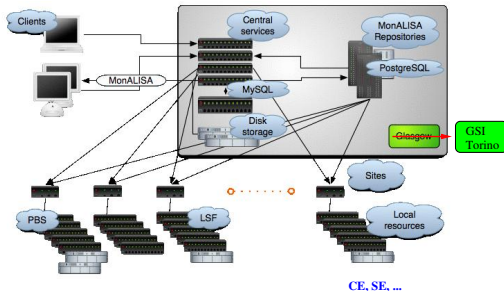 Clients
Central
services
MonALISA
Repositories
PostgreSQL
MonALISA
MySQL
Disk
storage
Glasgow
GSI
Torino
Sites
PBS
LSF
Local
resources
CE, SE, ...